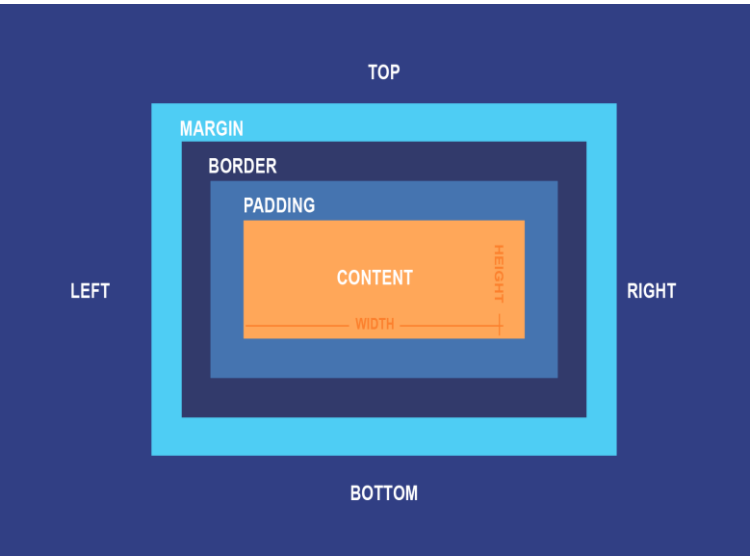 TOP
MARGIN
BORDER
PADDING
CONTENT
HEIGHT
LEFT
RIGHT
WIDTH
BOTTOM